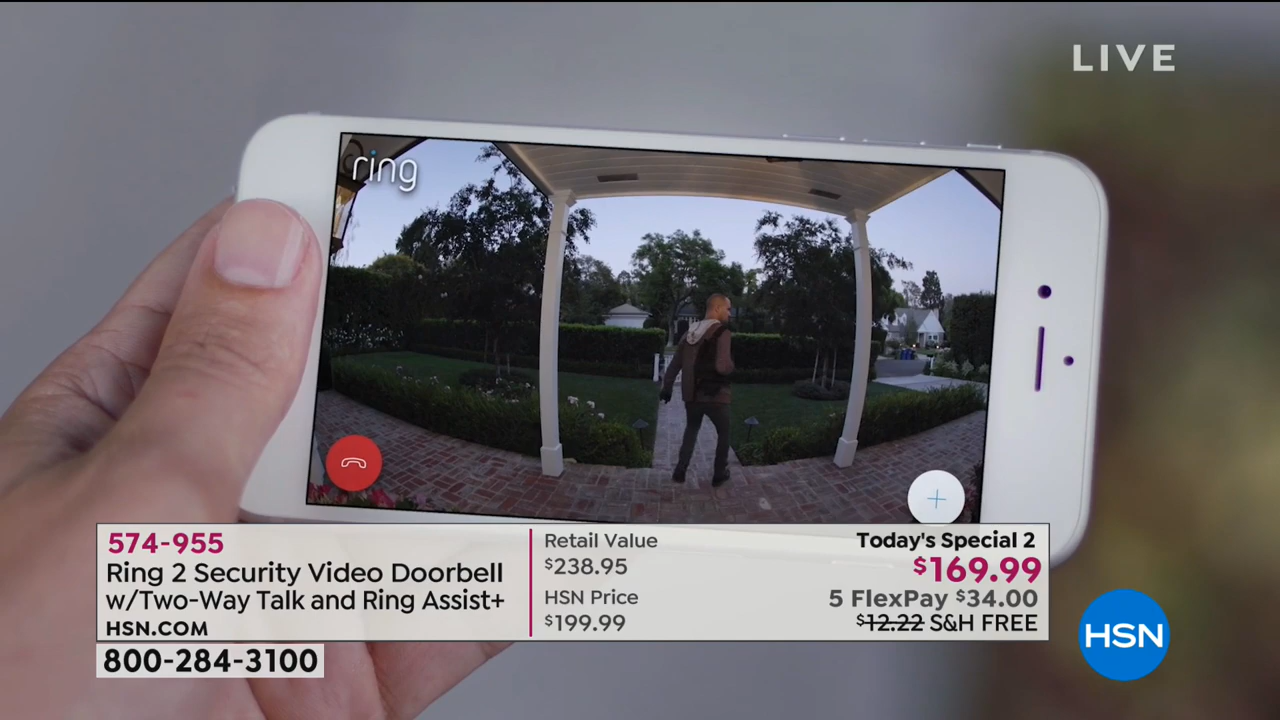 LIVE
ring
574-955
Ring 2 Security Video Doorbell
w/Two-Way Talk and Ring Assist+
HSN.COM
800-284-3100
Retail Value
$238.95
HSN Price
$199.99
Today's Special 2
$169.99
5 FlexPay $34.00
$12.22 S&H FREE
HSN